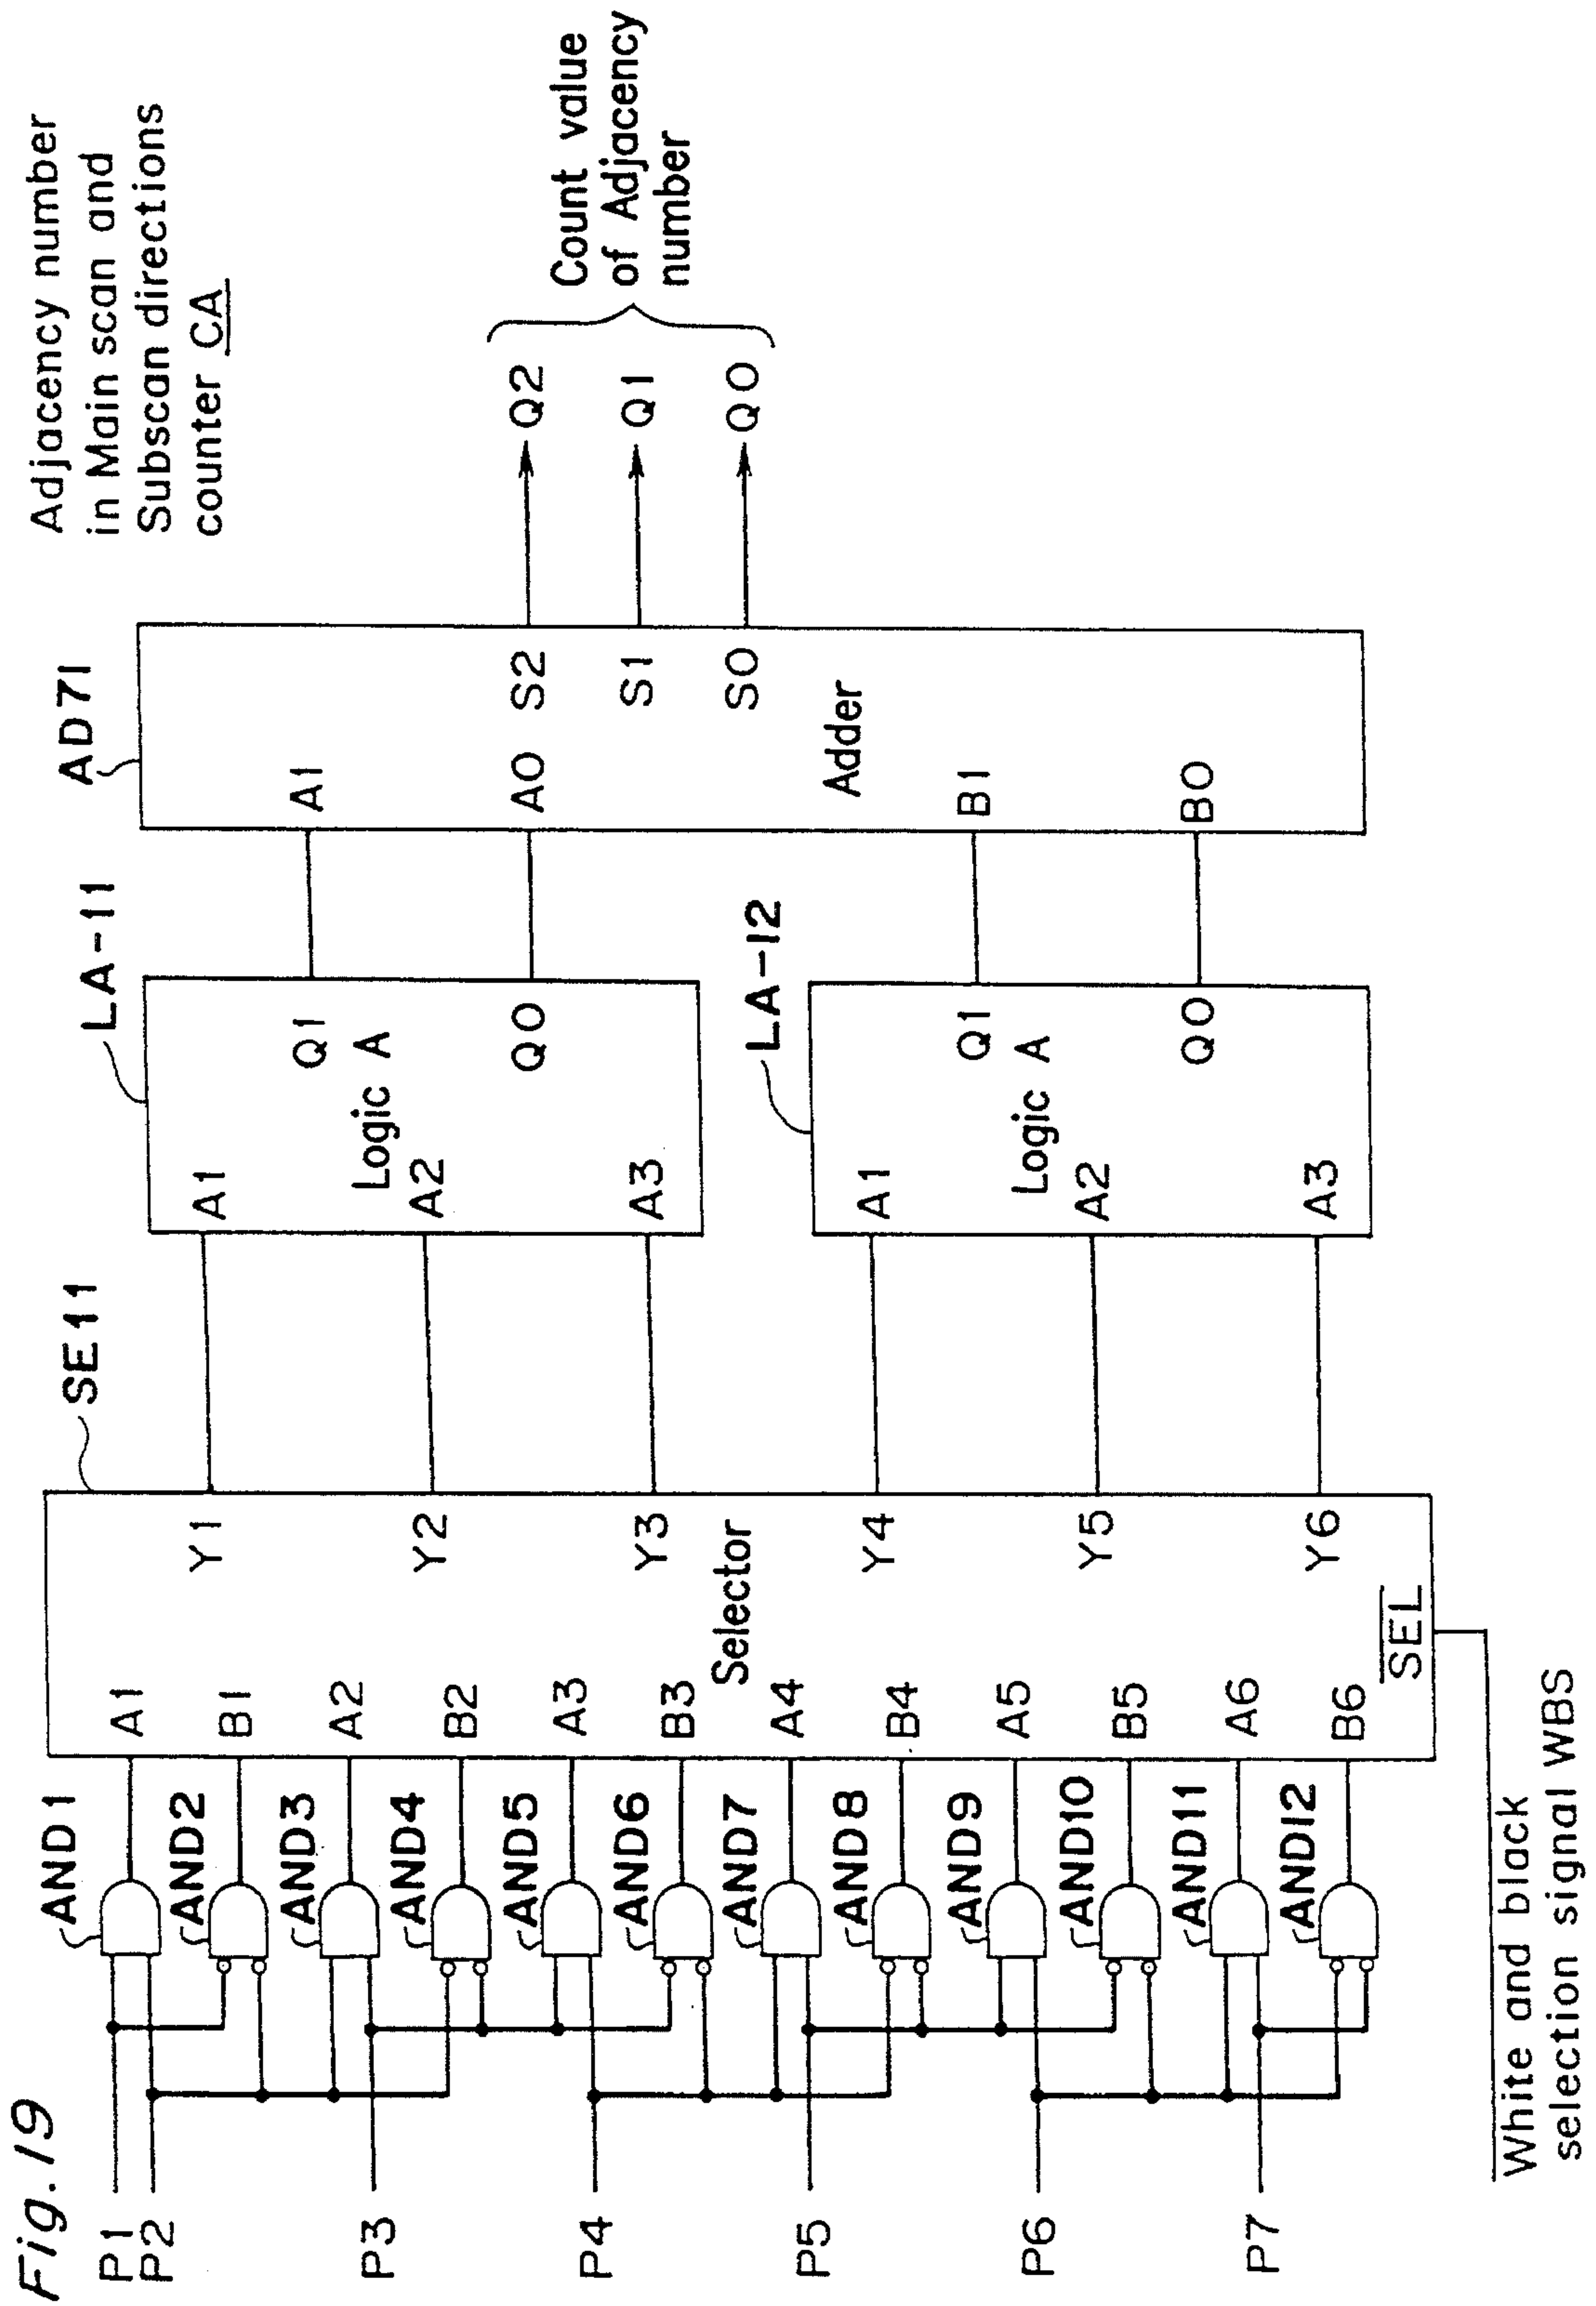 Fig. 19
Adjacency number
in Main scan and
Subscan directions
counter CA
P1
P2
P3
P4
P5
P6
P7
AND1
AND2
AND3
AND4
AND5
AND6
AND7
AND8
AND9
AND10
AND11
AND12
SE11
A1
B1
A2
B2
A3
B3
A4
B4
A5
B5
A6
B6
Selector
SEL
Y1
Y2
Y3
Y4
Y5
Y6
White and black
selection signal WBS
LA-11
A1
A2
A3
Logic A
Q1
Q0
LA-12
A1
A2
A3
Logic A
Q1
Q0
AD71
A1
A0
B1
B0
Adder
S2
S1
S0
Q2
Q1
Q0
Count value
of Adjacency
number